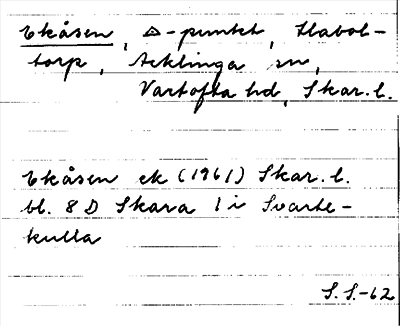 Ekåsen, △-punkt, Slabol-
torp, Acklinga sn,
Vartofta hd, Skar. l.
Ekåsen ek (1961) Skar. l.
bl. 8 D Skara 1 i Svarte-
kulla
S. S.-62